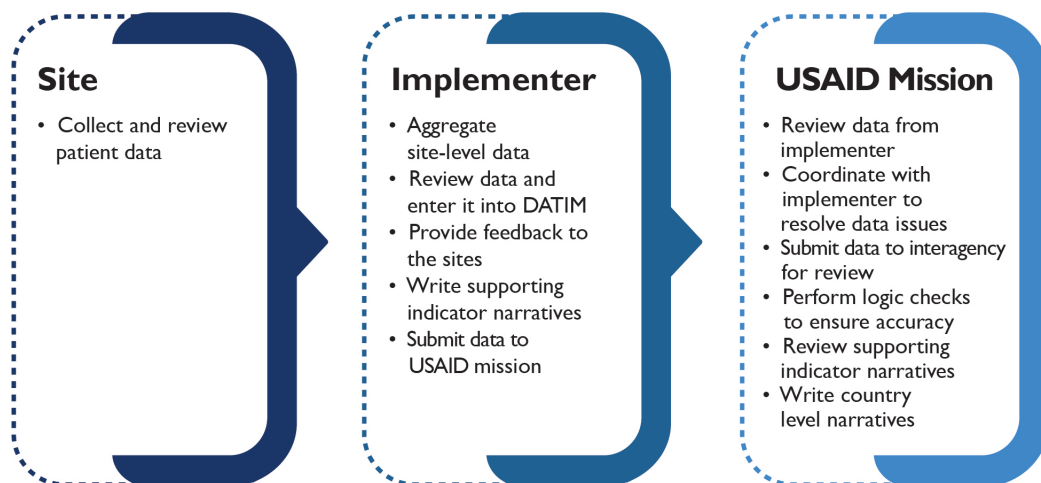 Site
• Collect and review
patient data
Implementer
• Aggregate
site-level data
• Review data and
enter it into DATIM
• Provide feedback to
the sites
• Write supporting
indicator narratives
• Submit data to
USAID mission
USAID Mission
• Review data from
implementer
• Coordinate with
implementer to
resolve data issues
• Submit data to interagency
for review
• Perform logic checks
to ensure accuracy
• Review supporting
indicator narratives
• Write country
level narratives